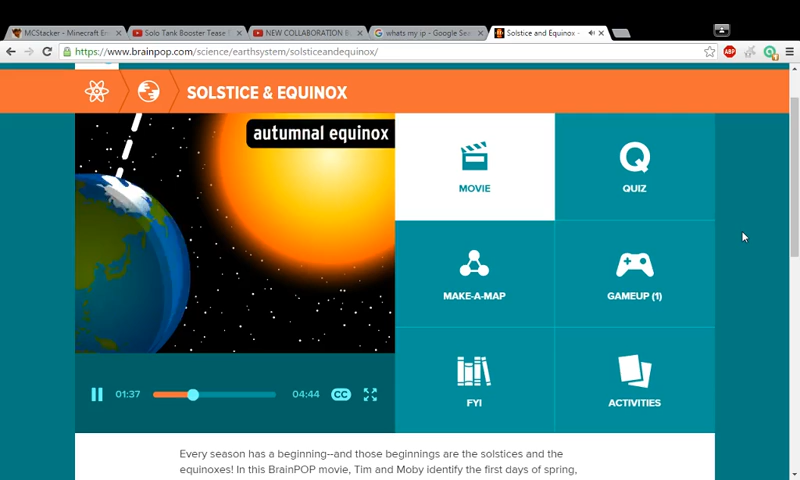 MCStacker - Minecraft En
Solo Tank Booster Tease
NEW COLLABORATION
whats my ip - Google Sea
Solstice and Equinox -
https://www.brainpop.com/science/earthsystem/solsticeandequinox/
ABP
SOLSTICE & EQUINOX
autumnal equinox
MOVIE
QUIZ
MAKE-A-MAP
GAMEUP (1)
01:37
04:44
CC
FYI
ACTIVITIES
Every season has a beginning--and those beginnings are the solstices and the
equinoxes! In this BrainPOP movie, Tim and Moby identify the first days of spring,